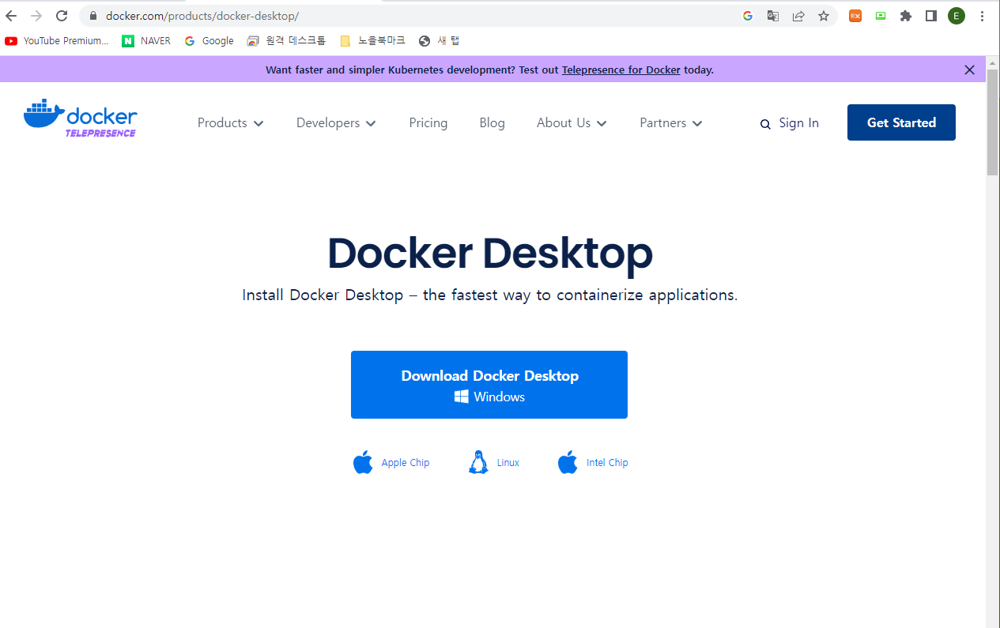 docker.com/products/docker-desktop/
EX
E
YouTube Premium...
N NAVER
Google
원격 데스크톱
노을북마크
새 탭
Want faster and simpler Kubernetes development? Test out Telepresence for Docker today.
docker
TELEPRESENCE
Products
Developers
Pricing
Blog
About Us
Partners
Sign In
Get Started
Docker Desktop
Install Docker Desktop – the fastest way to containerize applications.
Download Docker Desktop
Windows
Apple Chip
Linux
Intel Chip